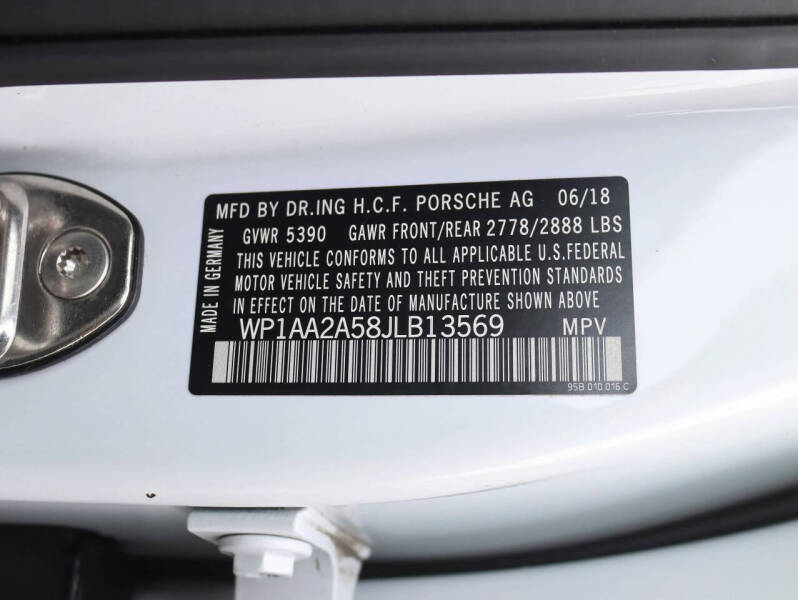 MFD BY DR.ING H.C.F. PORSCHE AG 06/18
GVWR 5390 GAWR FRONT/REAR 2778/2888 LBS
THIS VEHICLE CONFORMS TO ALL APPLICABLE U.S.FEDERAL
MOTOR VEHICLE SAFETY AND THEFT PREVENTION STANDARDS
IN EFFECT ON THE DATE OF MANUFACTURE SHOWN ABOVE
MADE IN GERMANY
WP1AA2A58JLB13569 MPV
95B 010 016 C